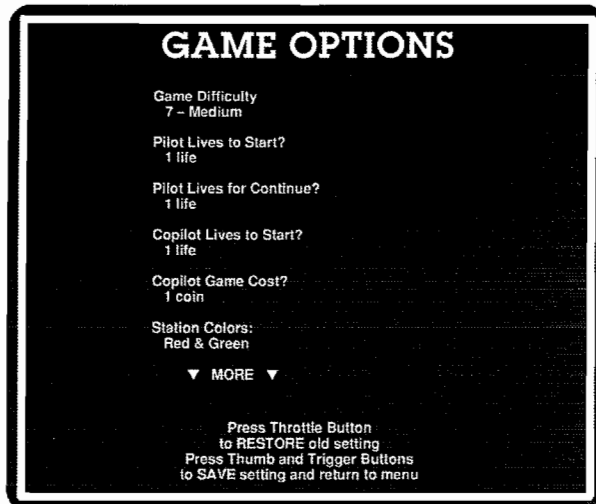 GAME OPTIONS
Game Difficulty
7 – Medium
Pilot Lives to Start?
1 life
Pilot Lives for Continue?
1 life
Copilot Lives to Start?
1 life
Copilot Game Cost?
1 coin
Station Colors:
Red & Green
▼ MORE ▼
Press Throttle Button
to RESTORE old setting
Press Thumb and Trigger Buttons
to SAVE setting and return to menu